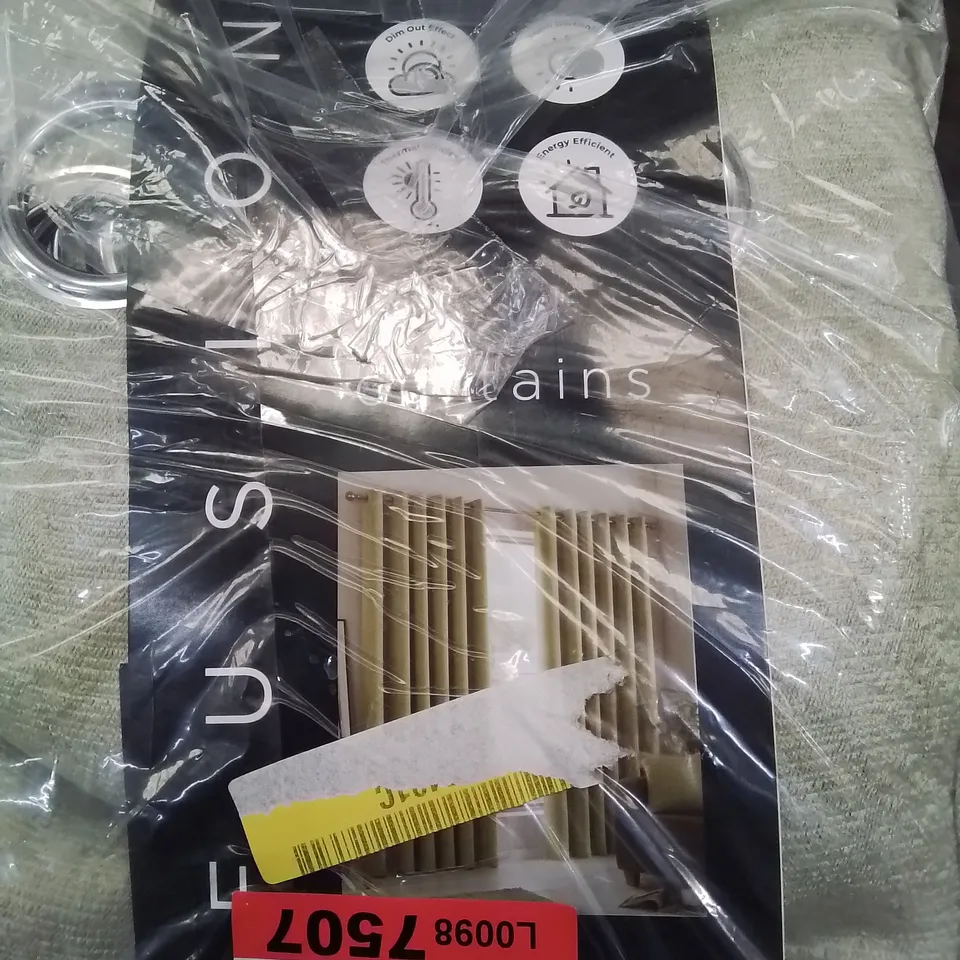 FUSION
Dim Out Effect
Energy Efficient
curtains
L0098 7507